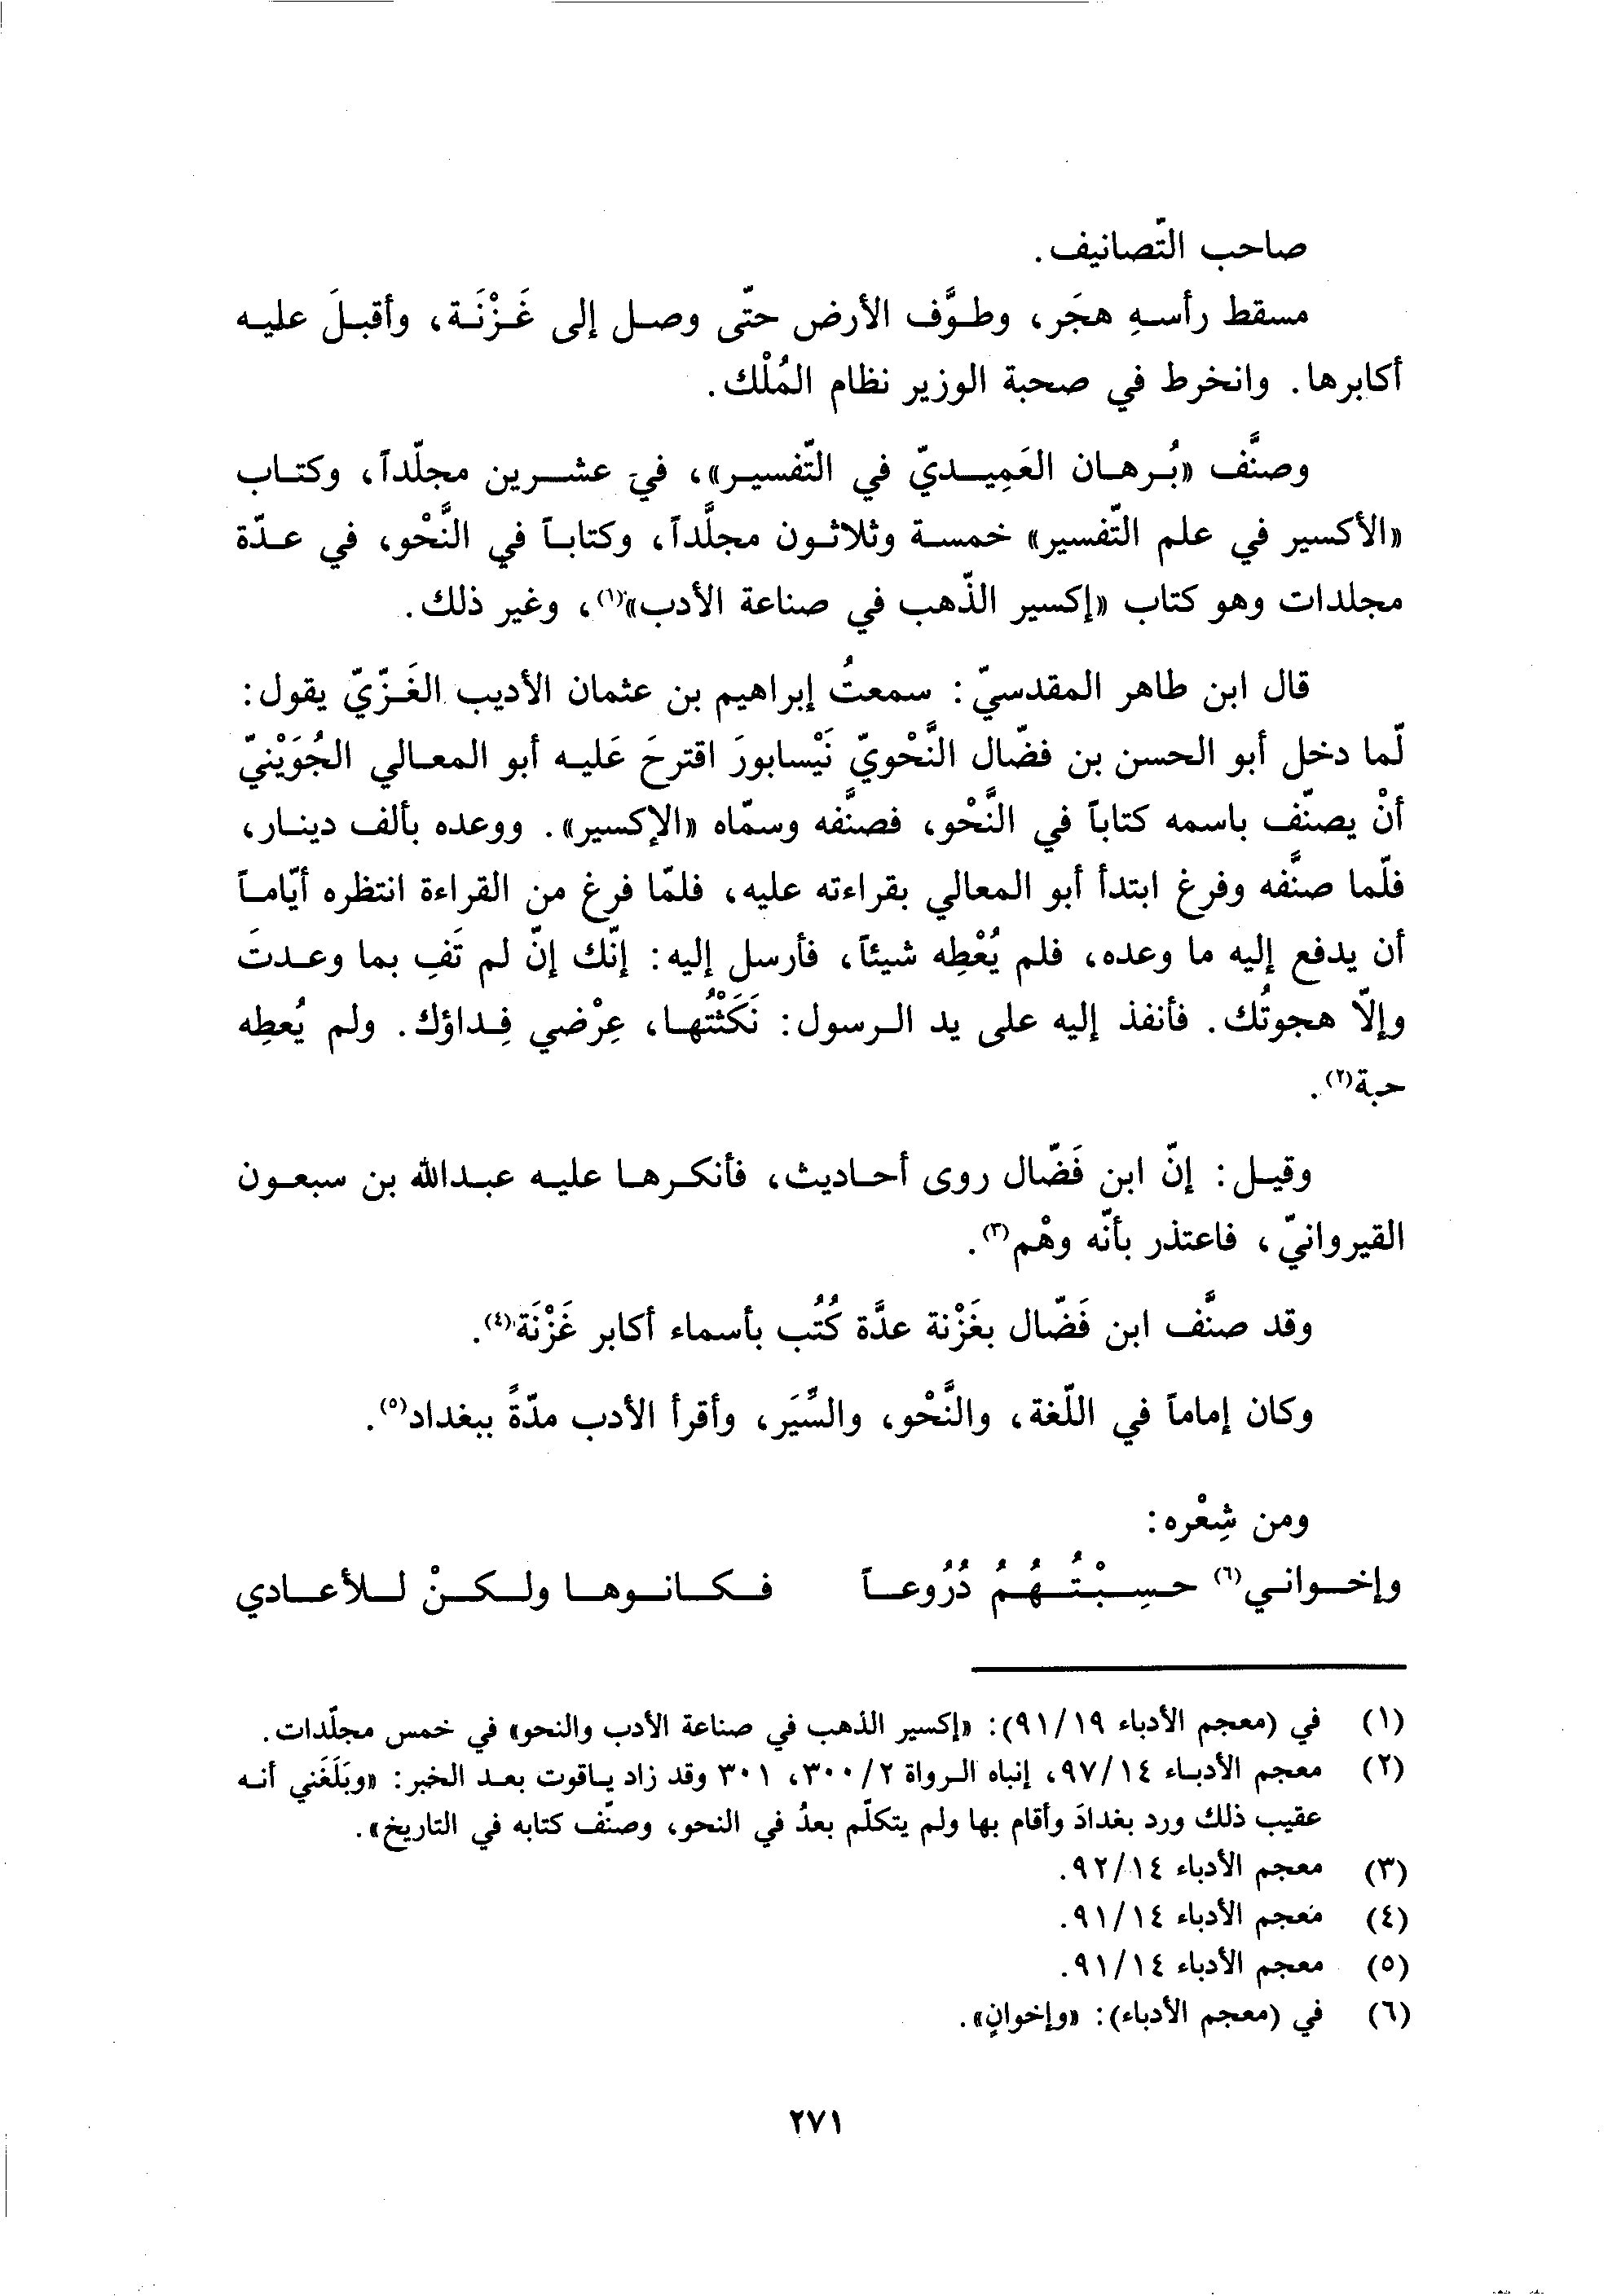 صاحب التّصانيف.
مسقط رأسهِ هجَر، وطوَّف الأرض حتّى وصل إلى غَزْنَة، وأقبلَ عليه
أكابرها. وانخرط في صحبة الوزير نظام المُلْك.
وصنَّف «بُرهان العَمِيديّ في التّفسير»، في عشرين مجلّداً، وكتاب
«الأكسير في علم التّفسير» خمسة وثلاثون مجلَّداً، وكتاباً في النَّحْو، في عدّة
مجلدات وهو كتاب «إكسير الذّهب في صناعة الأدب»(١)، وغير ذلك.
قال ابن طاهر المقدسيّ: سمعتُ إبراهيم بن عثمان الأديب الغَزّيّ يقول:
لّما دخل أبو الحسن بن فضّال النَّحْويّ نَيْسابورَ اقترحَ عَليه أبو المعالي الجُوَيْنيّ
أنْ يصنّف باسمه كتاباً في النَّحْو، فصنَّفه وسمّاه «الإكسير». ووعده بألف دينار،
فلّما صنَّفه وفرغ ابتدأ أبو المعالي بقراءته عليه، فلمّا فرغ من القراءة انتظره أيّاماً
أن يدفع إليه ما وعده، فلم يُعْطِه شيئاً، فأرسل إليه: إنّك إنّ لم تَفِ بما وعدتَ
وإلّا هجوتُك. فأنفذ إليه على يد الرسول: نَكَثْتُها، عِرْضي فِداؤك. ولم يُعطِه
حبة(٢).
وقيل: إنّ ابن فَضّال روى أحاديث، فأنكرها عليه عبدالله بن سبعون
القيروانيّ، فاعتذر بأنّه وهْم(٣).
وقد صنَّف ابن فَضّال بغَزْنة عدَّة كُتُب بأسماء أكابر غَزْنَة(٤).
وكان إماماً في اللّغة، والنَّحْو، والسِّيَر، وأقرأ الأدب مدّةً ببغداد(٥).
ومن شِعْره:
وإخواني(٦) حسِبْتُهُمُ دُرُوعاً فكانوها ولكنْ للأعادي
(١) في (معجم الأدباء ٩١/١٩): «إكسير الذهب في صناعة الأدب والنحو» في خمس مجلّدات.
(٢) معجم الأدباء ٩٧/١٤، إنباه الرواة ٣٠٠/٢، ٣٠١ وقد زاد ياقوت بعد الخبر: «وبَلَغَني أنه
عقيب ذلك ورد بغدادَ وأقام بها ولم يتكلّم بعدُ في النحو، وصنّف كتابه في التاريخ».
(٣) معجم الأدباء ٩٢/١٤.
(٤) معجم الأدباء ٩١/١٤.
(٥) معجم الأدباء ٩١/١٤.
(٦) في (معجم الأدباء): «وإخوانٍ».
٢٧١